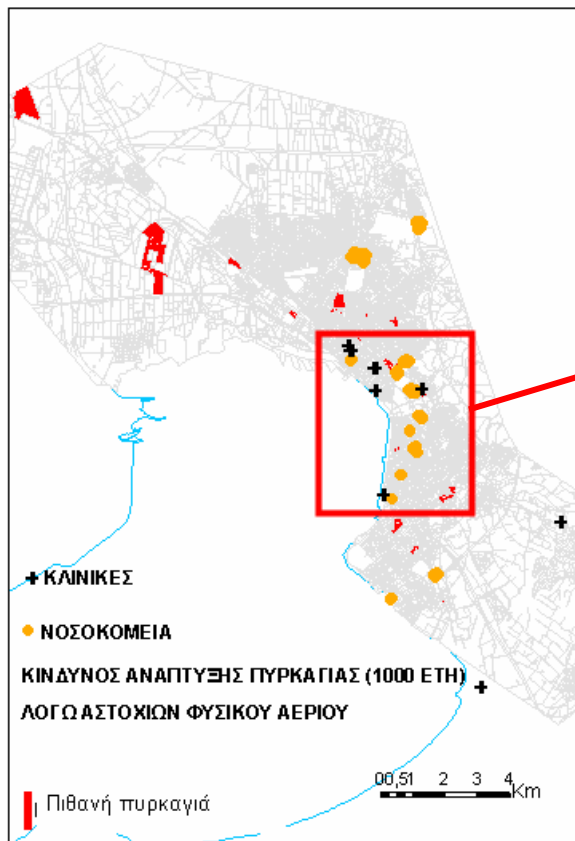 ΚΛΙΝΙΚΕΣ
ΝΟΣΟΚΟΜΕΙΑ
ΚΙΝΔΥΝΟΣ ΑΝΑΠΤΥΞΗΣ ΠΥΡΚΑΓΙΑΣ (1000 ΕΤΗ)
ΛΟΓΩ ΑΣΤΟΧΙΩΝ ΦΥΣΙΚΟΥ ΑΕΡΙΟΥ
00,51 2 3 4 Km
Πιθανή πυρκαγιά